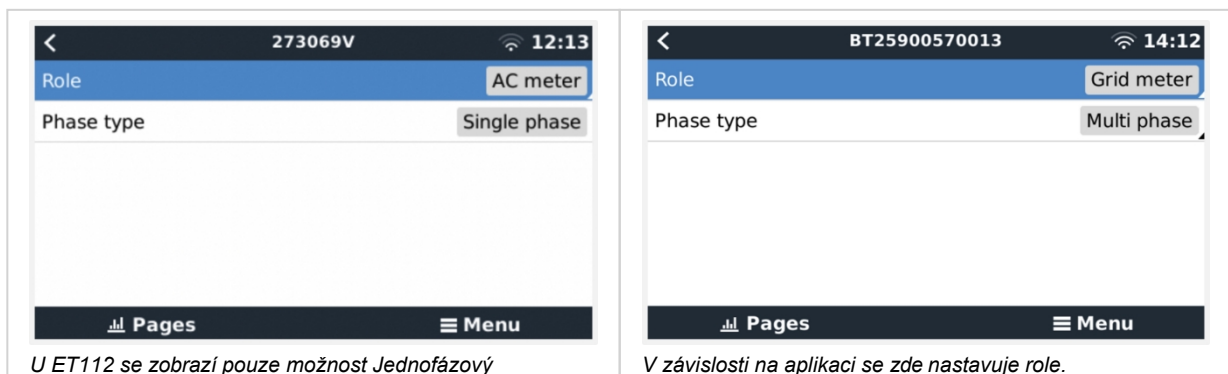 273069V 12:13
Role AC meter
Phase type Single phase
Pages Menu
U ET112 se zobrazí pouze možnost Jednofázový
BT25900570013 14:12
Role Grid meter
Phase type Multi phase
Pages Menu
V závislosti na aplikaci se zde nastavuje role.